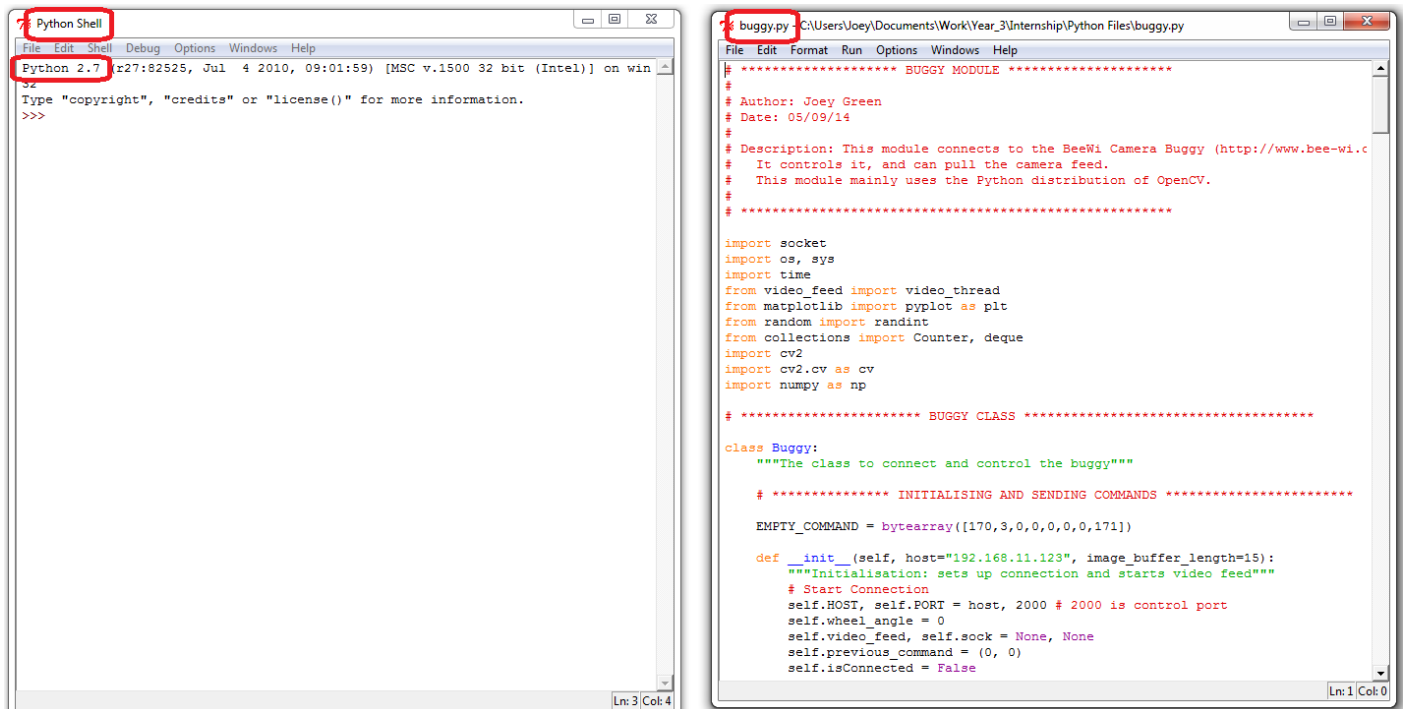 Python Shell
File Edit Shell Debug Options Windows Help
Python 2.7 (r27:82525, Jul  4 2010, 09:01:59) [MSC v.1500 32 bit (Intel)] on win
32
Type "copyright", "credits" or "license()" for more information.
>>>
Ln: 3 Col: 4
buggy.py - C:\Users\Joey\Documents\Work\Year_3\Internship\Python Files\buggy.py
File Edit Format Run Options Windows Help
# ******************** BUGGY MODULE *********************
#
# Author: Joey Green
# Date: 05/09/14
#
# Description: This module connects to the BeeWi Camera Buggy (http://www.bee-wi.c
#   It controls it, and can pull the camera feed.
#   This module mainly uses the Python distribution of OpenCV.
#
# *******************************************************
import socket
import os, sys
import time
from video_feed import video_thread
from matplotlib import pyplot as plt
from random import randint
from collections import Counter, deque
import cv2
import cv2.cv as cv
import numpy as np
# *********************** BUGGY CLASS *************************************
class Buggy:
    """The class to connect and control the buggy"""
    # *************** INITIALISING AND SENDING COMMANDS ************************
    EMPTY_COMMAND = bytearray([170,3,0,0,0,0,0,171])
    def __init__(self, host="192.168.11.123", image_buffer_length=15):
        """Initialisation: sets up connection and starts video feed"""
        # Start Connection
        self.HOST, self.PORT = host, 2000 # 2000 is control port
        self.wheel_angle = 0
        self.video_feed, self.sock = None, None
        self.previous_command = (0, 0)
        self.isConnected = False
Ln: 1 Col: 0